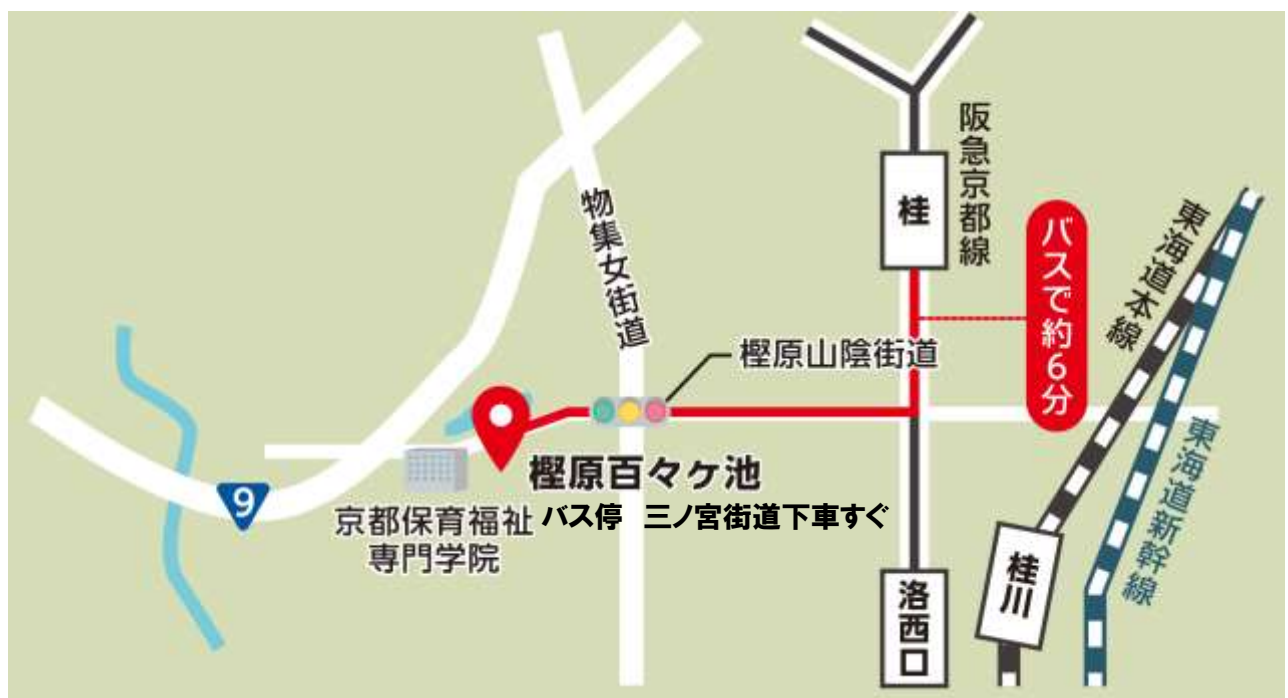 阪急京都線
桂
バスで約6分
東海道本線
物集女街道
樫原山陰街道
樫原百々ヶ池
バス停　三ノ宮街道下車すぐ
9
京都保育福祉
専門学院
洛西口
桂川
東海道新幹線